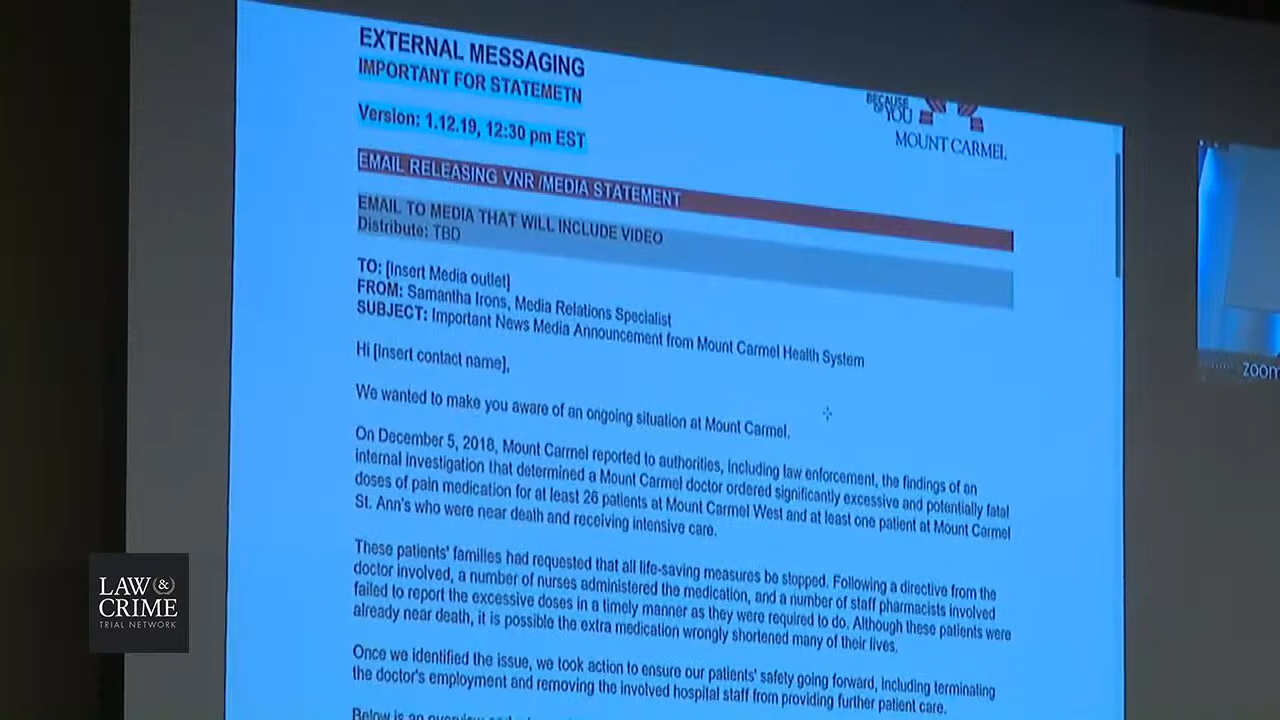 EXTERNAL MESSAGING
IMPORTANT FOR STATEMETN
Version: 1.12.19, 12:30 pm EST
BECAUSE
OF YOU
MOUNT CARMEL
EMAIL RELEASING VNR /MEDIA STATEMENT
EMAIL TO MEDIA THAT WILL INCLUDE VIDEO
Distribute: TBD
TO: [Insert Media outlet]
FROM: Samantha Irons, Media Relations Specialist
SUBJECT: Important News Media Announcement from Mount Carmel Health System
Hi [Insert contact name],
We wanted to make you aware of an ongoing situation at Mount Carmel.
On December 5, 2018, Mount Carmel reported to authorities, including law enforcement, the findings of an
internal investigation that determined a Mount Carmel doctor ordered significantly excessive and potentially fatal
doses of pain medication for at least 26 patients at Mount Carmel West and at least one patient at Mount Carmel
St. Ann's who were near death and receiving intensive care.
These patients' families had requested that all life-saving measures be stopped. Following a directive from the
doctor involved, a number of nurses administered the medication, and a number of staff pharmacists involved
failed to report the excessive doses in a timely manner as they were required to do. Although these patients were
already near death, it is possible the extra medication wrongly shortened many of their lives.
Once we identified the issue, we took action to ensure our patients' safety going forward, including terminating
the doctor's employment and removing the involved hospital staff from providing further patient care.
Below is an overview
zoom
LAW &
CRIME
TRIAL NETWORK